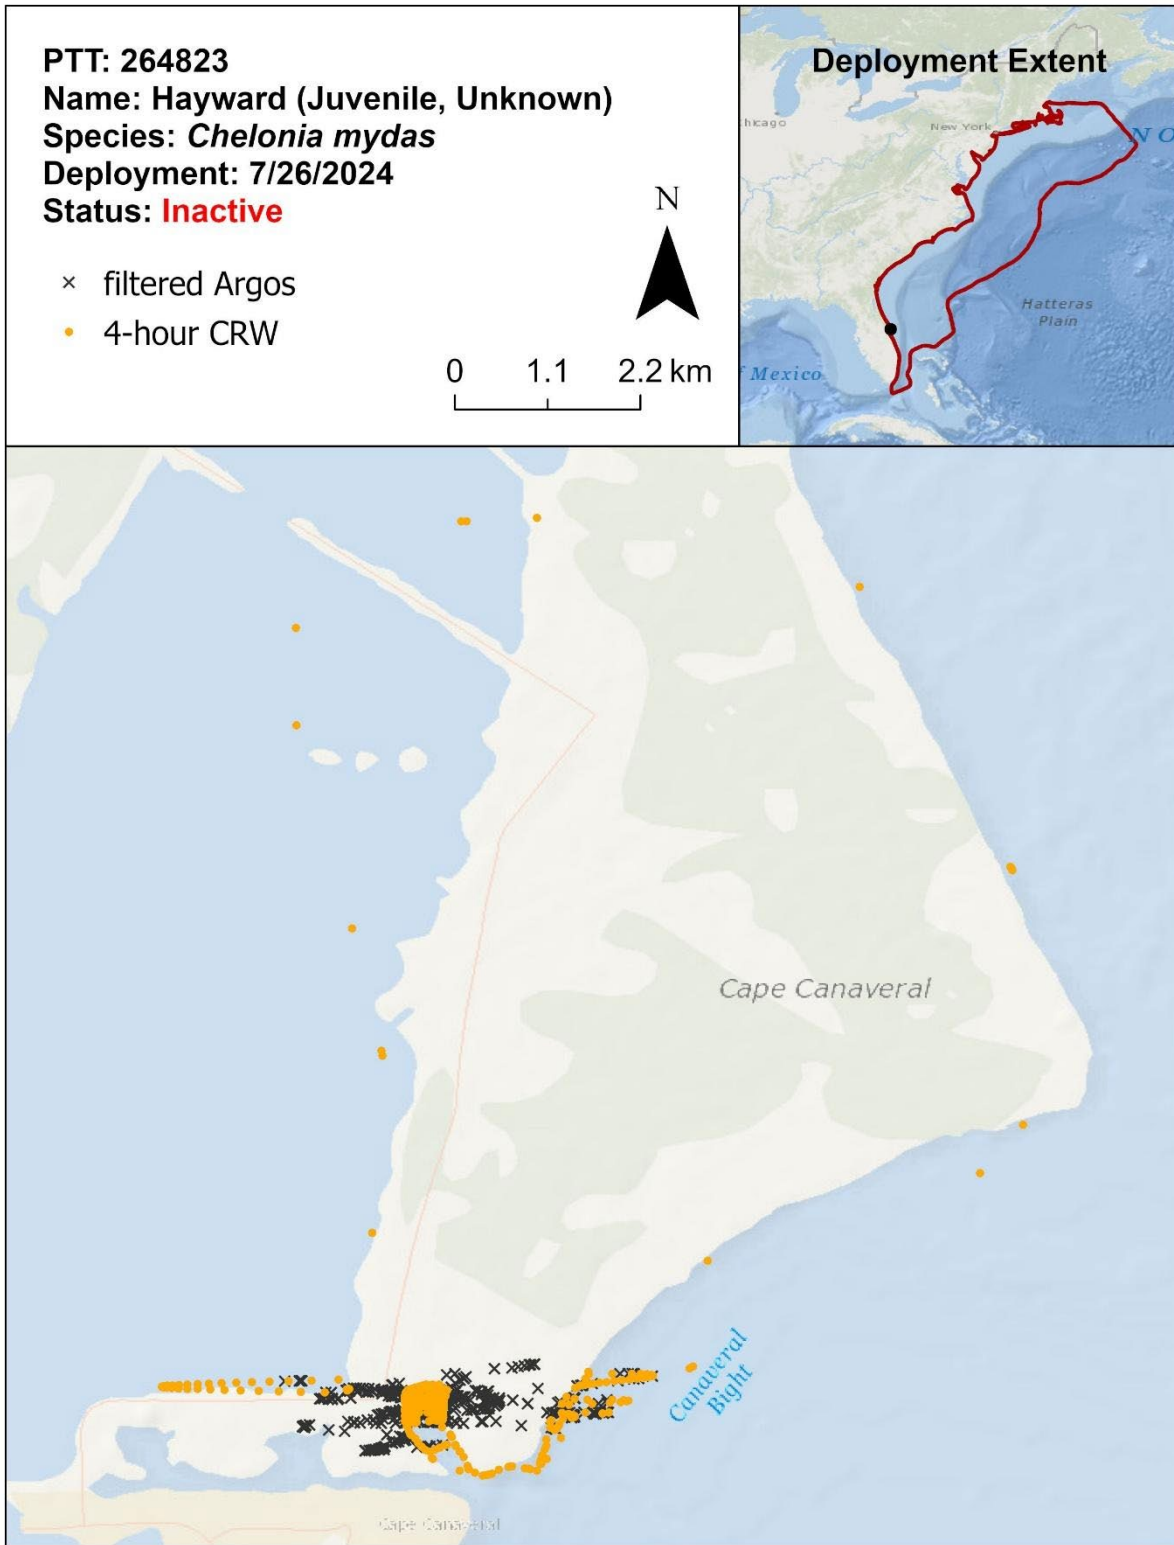 PTT: 264823
Name: Hayward (Juvenile, Unknown)
Species: Chelonia mydas
Deployment: 7/26/2024
Status: Inactive
× filtered Argos
4-hour CRW
N
0 1.1 2.2 km
Deployment Extent
hicago
New York
N O
Hatteras
Plain
Mexico
Cape Canaveral
Canaveral
Bight
Cape Canaveral